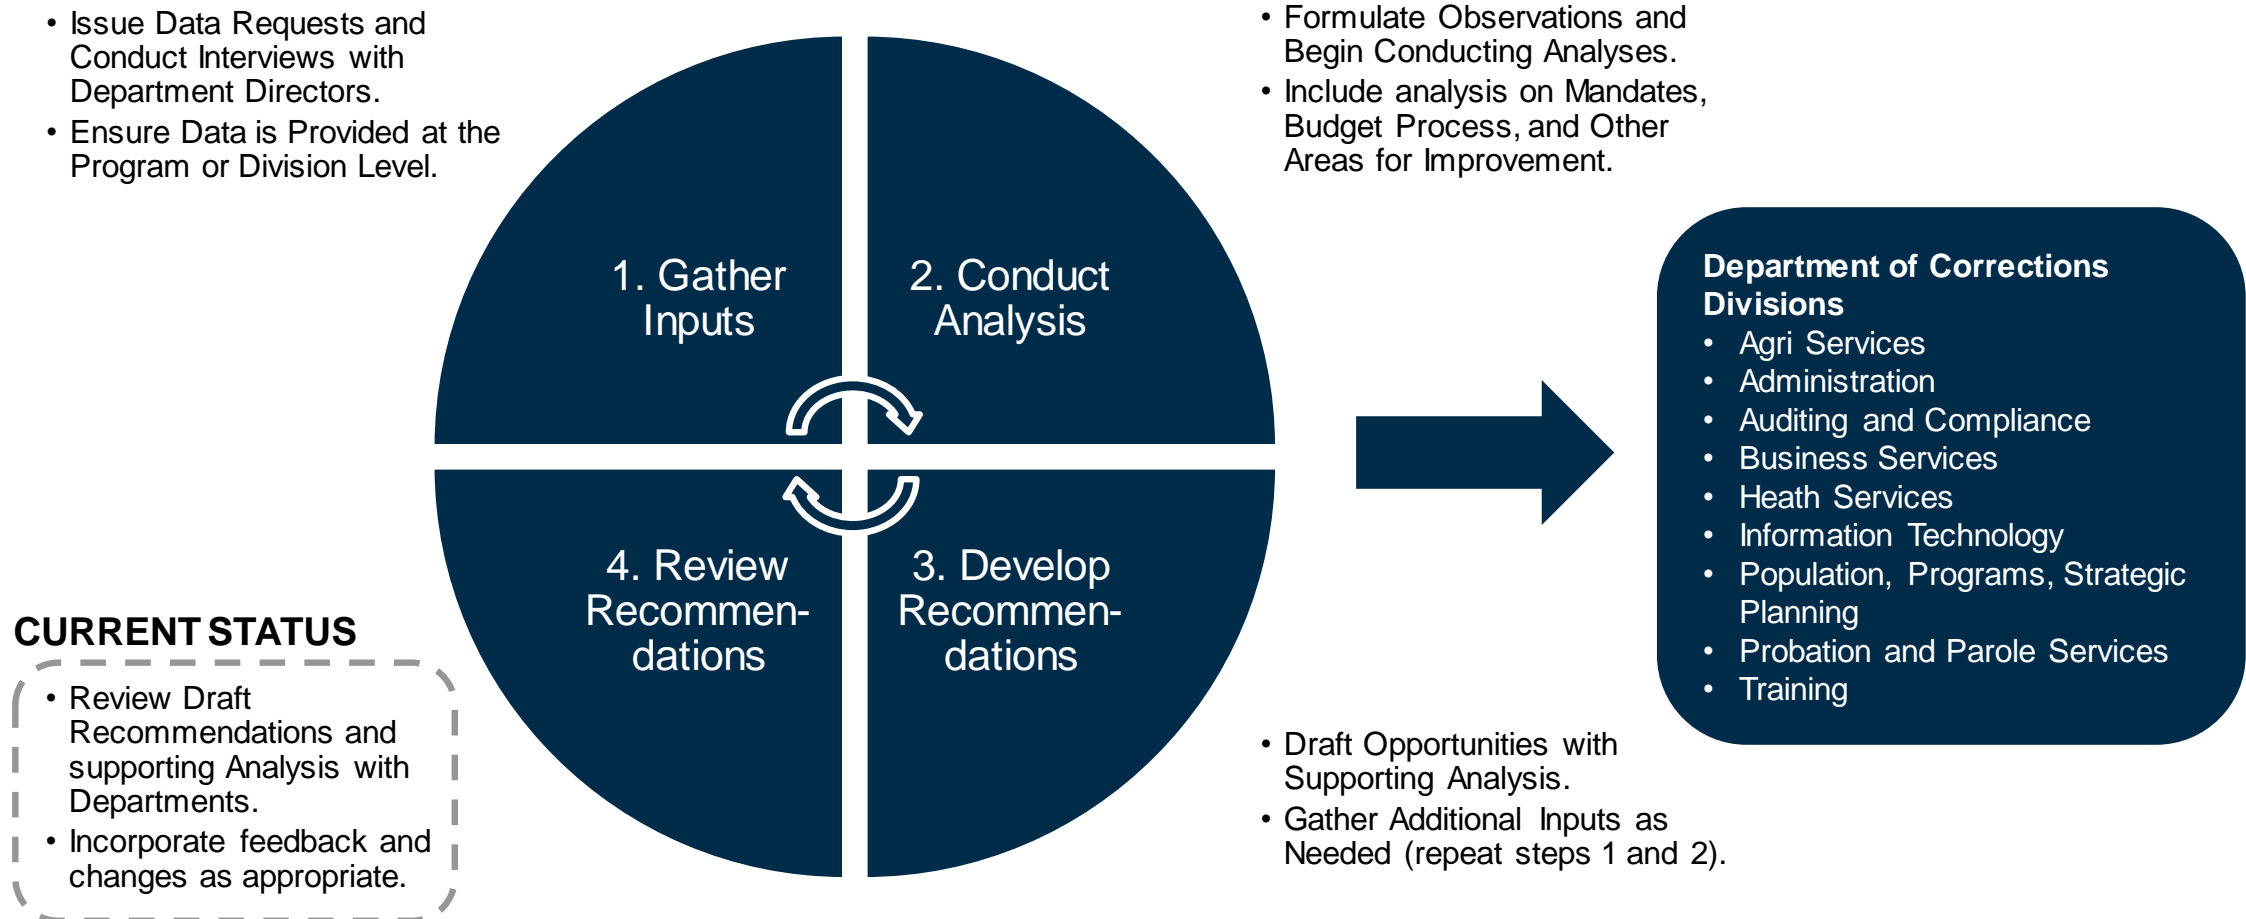 • Issue Data Requests and
Conduct Interviews with
Department Directors.
• Ensure Data is Provided at the
Program or Division Level.
• Formulate Observations and
Begin Conducting Analyses.
• Include analysis on Mandates,
Budget Process, and Other
Areas for Improvement.
1. Gather
Inputs
2. Conduct
Analysis
4. Review
Recommen-
dations
3. Develop
Recommen-
dations
CURRENT STATUS
• Review Draft
Recommendations and
supporting Analysis with
Departments.
• Incorporate feedback and
changes as appropriate.
• Draft Opportunities with
Supporting Analysis.
• Gather Additional Inputs as
Needed (repeat steps 1 and 2).
Department of Corrections
Divisions
• Agri Services
• Administration
• Auditing and Compliance
• Business Services
• Heath Services
• Information Technology
• Population, Programs, Strategic
Planning
• Probation and Parole Services
• Training